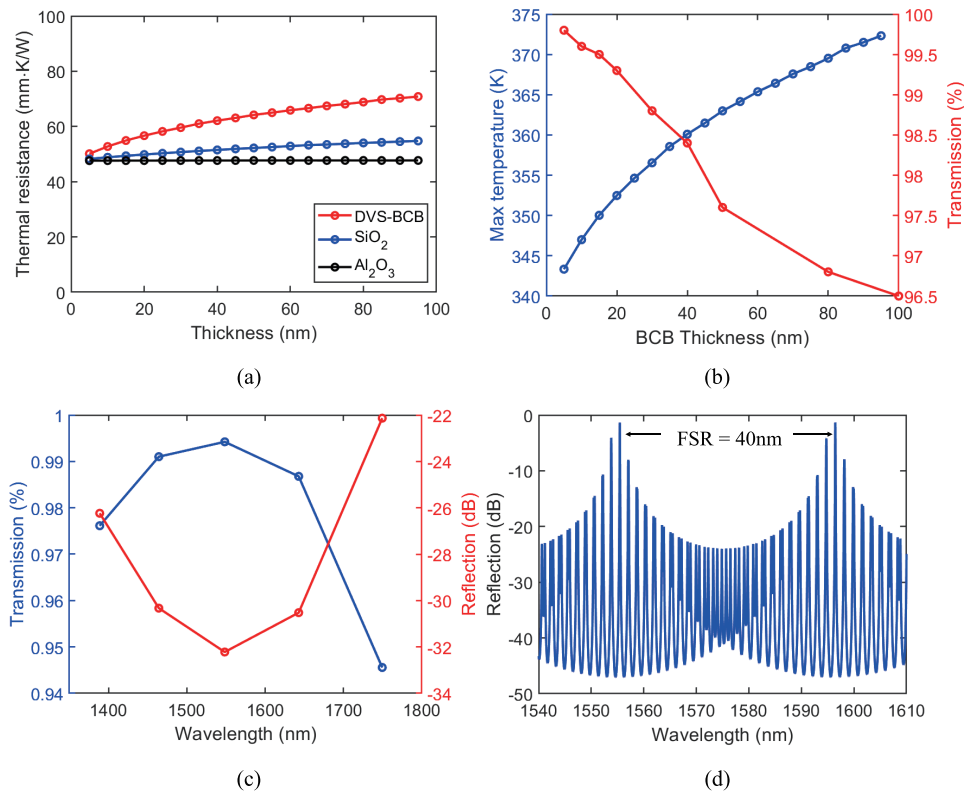 100
80
60
40
20
0
Thermal resistance (mm·K/W)
DVS-BCB
SiO2
Al2O3
0 20 40 60 80 100
Thickness (nm)
(a)
375
370
365
360
355
350
345
340
Max temperature (K)
100
99.5
99
98.5
98
97.5
97
96.5
Transmission (%)
0 20 40 60 80 100
BCB Thickness (nm)
(b)
1
0.99
0.98
0.97
0.96
0.95
0.94
Transmission (%)
-22
-24
-26
-28
-30
-32
-34
Reflection (dB)
1400 1500 1600 1700 1800
Wavelength (nm)
(c)
0
-10
-20
-30
-40
-50
Reflection (dB)
FSR = 40nm
1540 1550 1560 1570 1580 1590 1600 1610
Wavelength (nm)
(d)